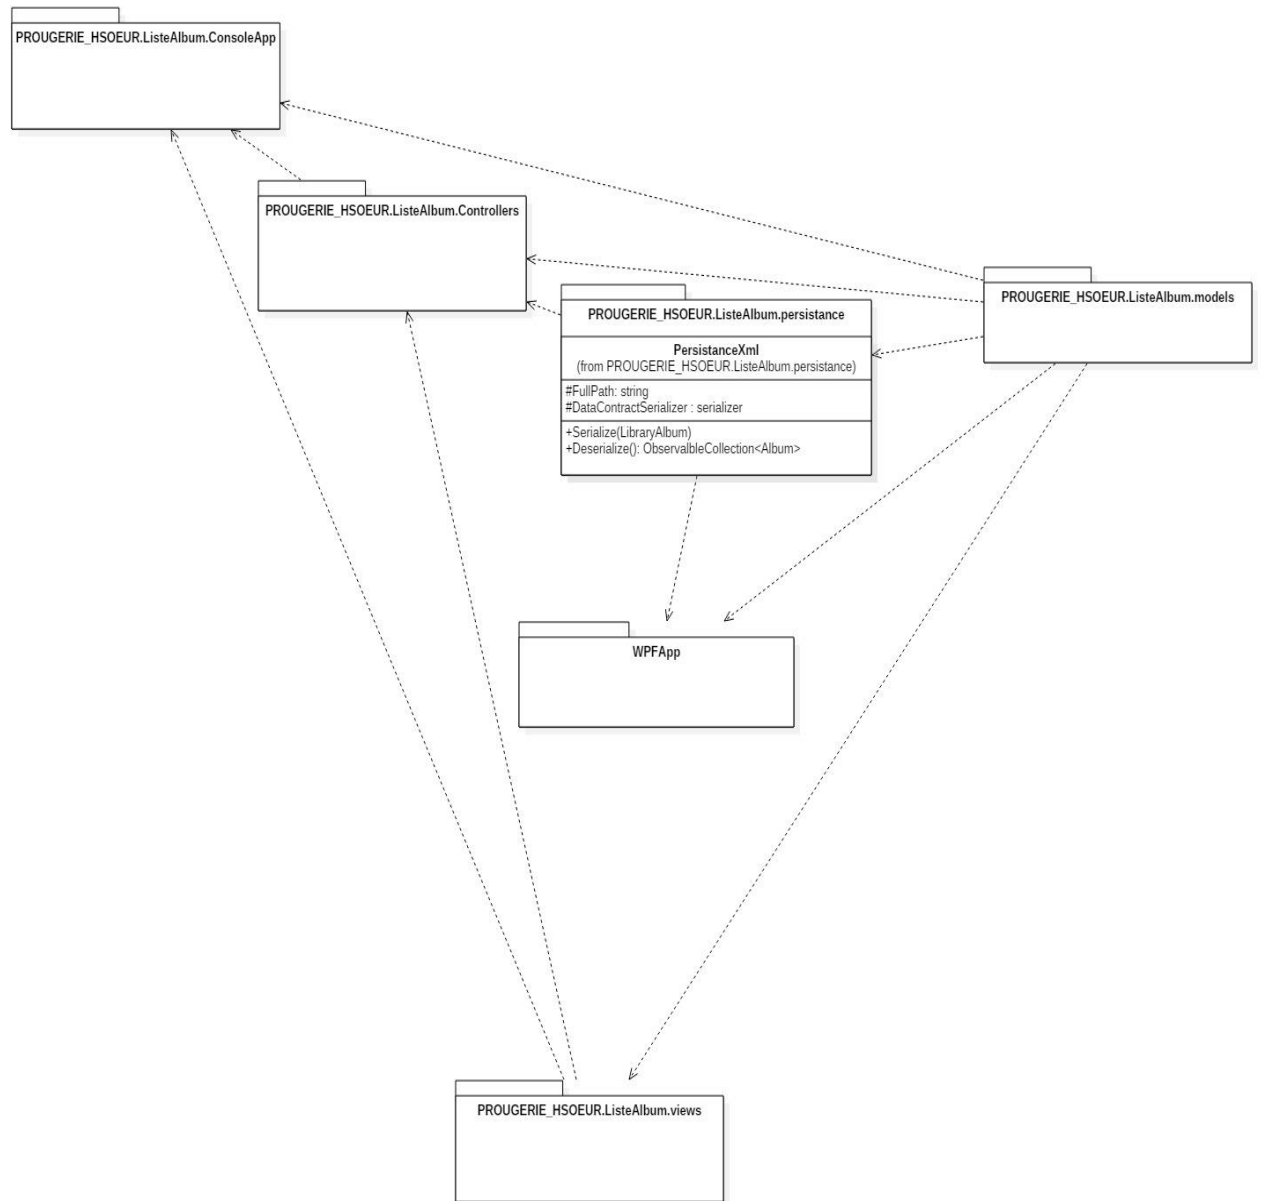 PROUGERIE_HSOEUR.ListeAlbum.ConsoleApp
PROUGERIE_HSOEUR.ListeAlbum.Controllers
PROUGERIE_HSOEUR.ListeAlbum.models
PROUGERIE_HSOEUR.ListeAlbum.persistance
PersistanceXml
(from PROUGERIE_HSOEUR.ListeAlbum.persistance)
#FullPath: string
#DataContractSerializer : serializer
+Serialize(LibraryAlbum)
+Deserialize(): ObservalbleCollection<Album>
WPFApp
PROUGERIE_HSOEUR.ListeAlbum.views